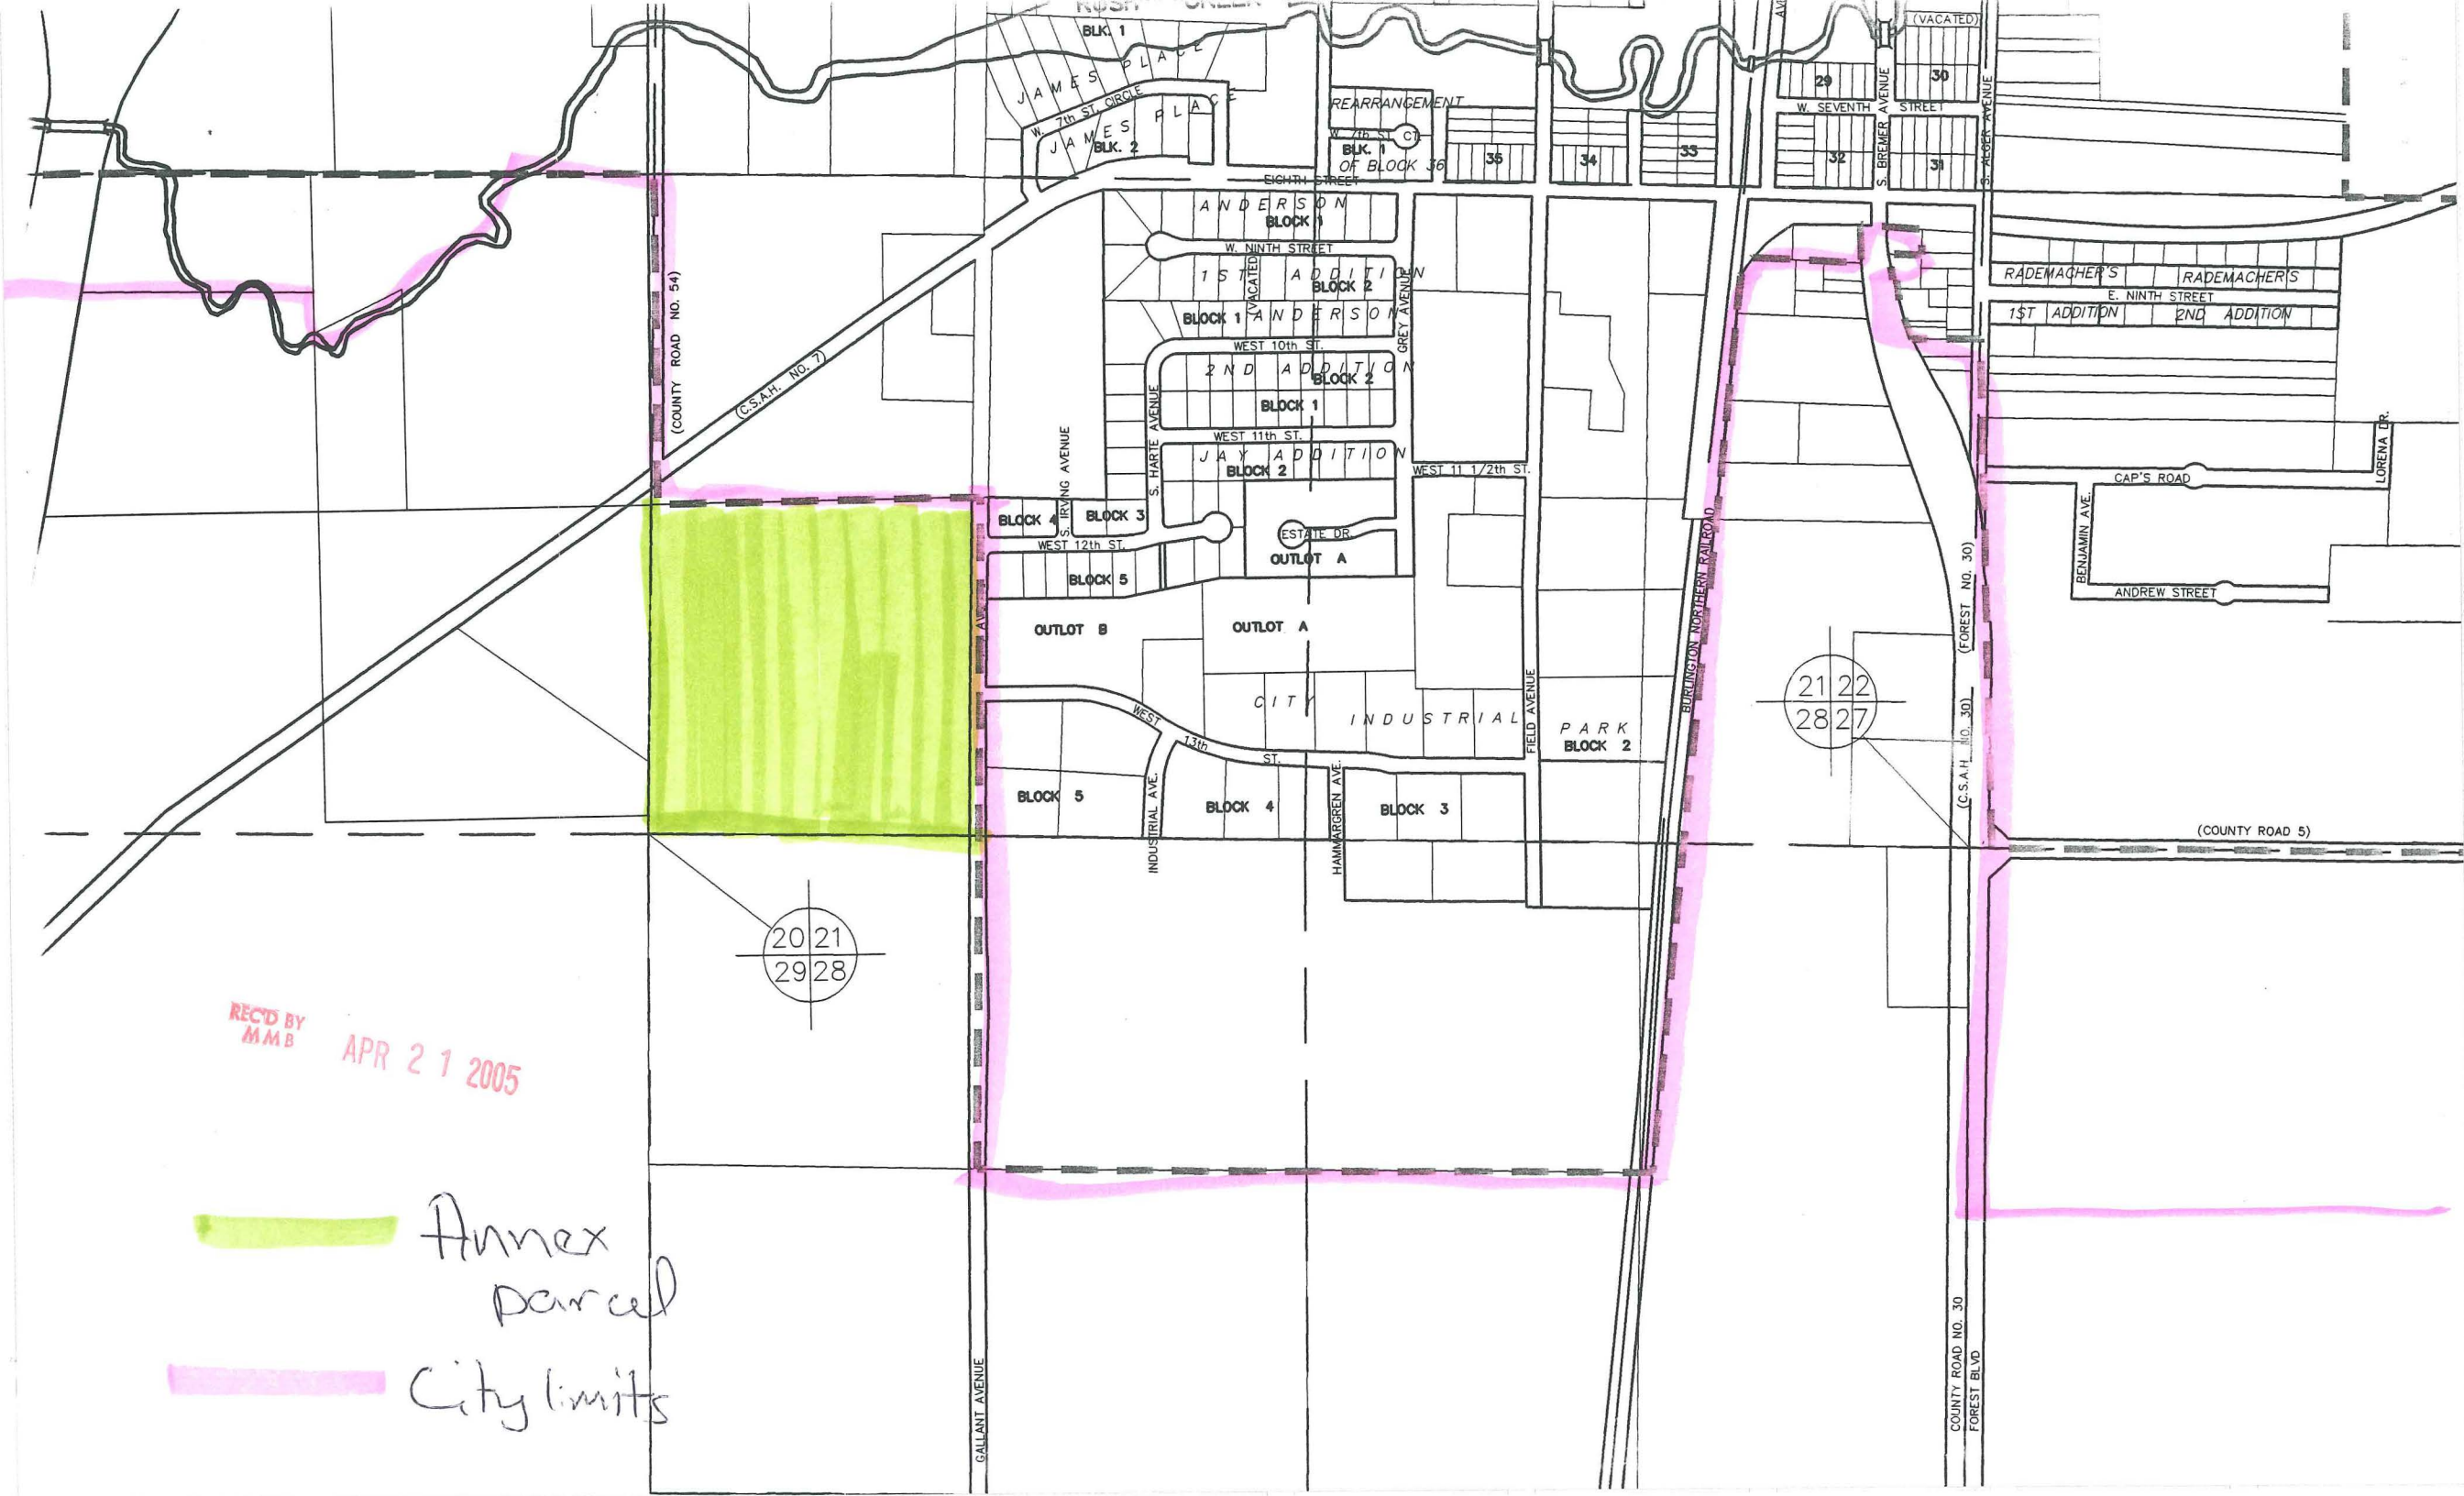 RUSH CREEK
BLK. 1
JAMES PLACE
W. 7th ST. CIRCLE
JAMES PLACE
BLK. 2
REARRANGEMENT
W. 7th ST. CT.
BLK. 1
OF BLOCK 36
35
34
33
29
30
(VACATED)
W. SEVENTH STREET
32
31
S. BREMER AVENUE
S. ALGER AVENUE
EIGHTH STREET
ANDERSON
BLOCK 1
W. NINTH STREET
1ST ADDITION
(VACATED)
BLOCK 2
BLOCK 1
ANDERSON
WEST 10th ST.
2ND ADDITION
BLOCK 2
BLOCK 1
WEST 11th ST.
JAY ADDITION
BLOCK 2
GREY AVENUE
S. HARTE AVENUE
S. IRVING AVENUE
WEST 11 1/2th ST.
(COUNTY ROAD NO. 54)
(C.S.A.H. NO. 7)
RADEMACHER'S
RADEMACHER'S
E. NINTH STREET
1ST ADDITION
2ND ADDITION
CAP'S ROAD
LORENA DR.
BENJAMIN AVE.
ANDREW STREET
BLOCK 4
BLOCK 3
WEST 12th ST.
BLOCK 5
ESTATE DR.
OUTLOT A
OUTLOT B
OUTLOT A
CITY INDUSTRIAL PARK
BLOCK 2
WEST 13th ST.
FIELD AVENUE
BURLINGTON NORTHERN RAILROAD
(FOREST NO. 30)
(C.S.A.H. NO. 30)
21 22
28 27
BLOCK 5
INDUSTRIAL AVE.
BLOCK 4
HAMMARGREN AVE.
BLOCK 3
(COUNTY ROAD 5)
20 21
29 28
REC'D BY
MMB
APR 21 2005
Annex
parcel
City limits
GALLANT AVENUE
COUNTY ROAD NO. 30
FOREST BLVD